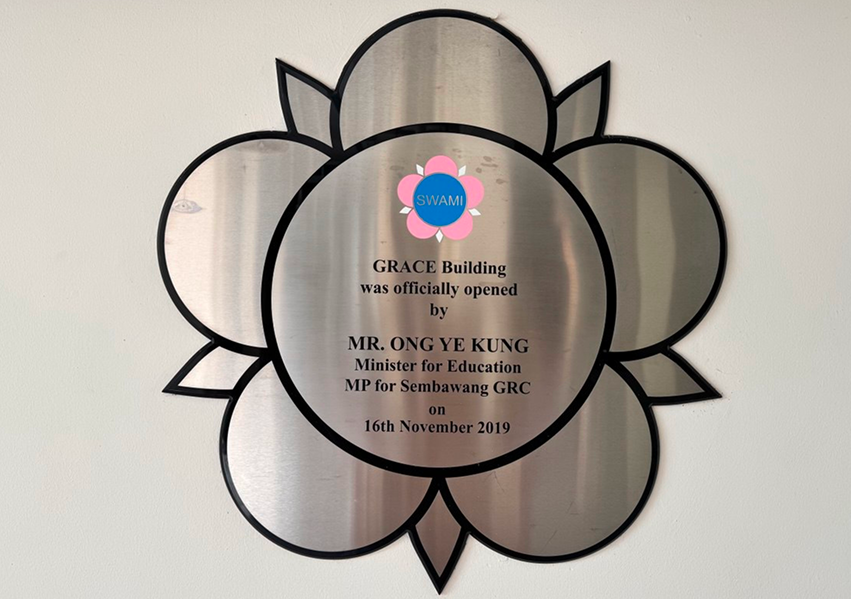 SWAMI
GRACE Building
was officially opened
by
MR. ONG YE KUNG
Minister for Education
MP for Sembawang GRC
on
16th November 2019